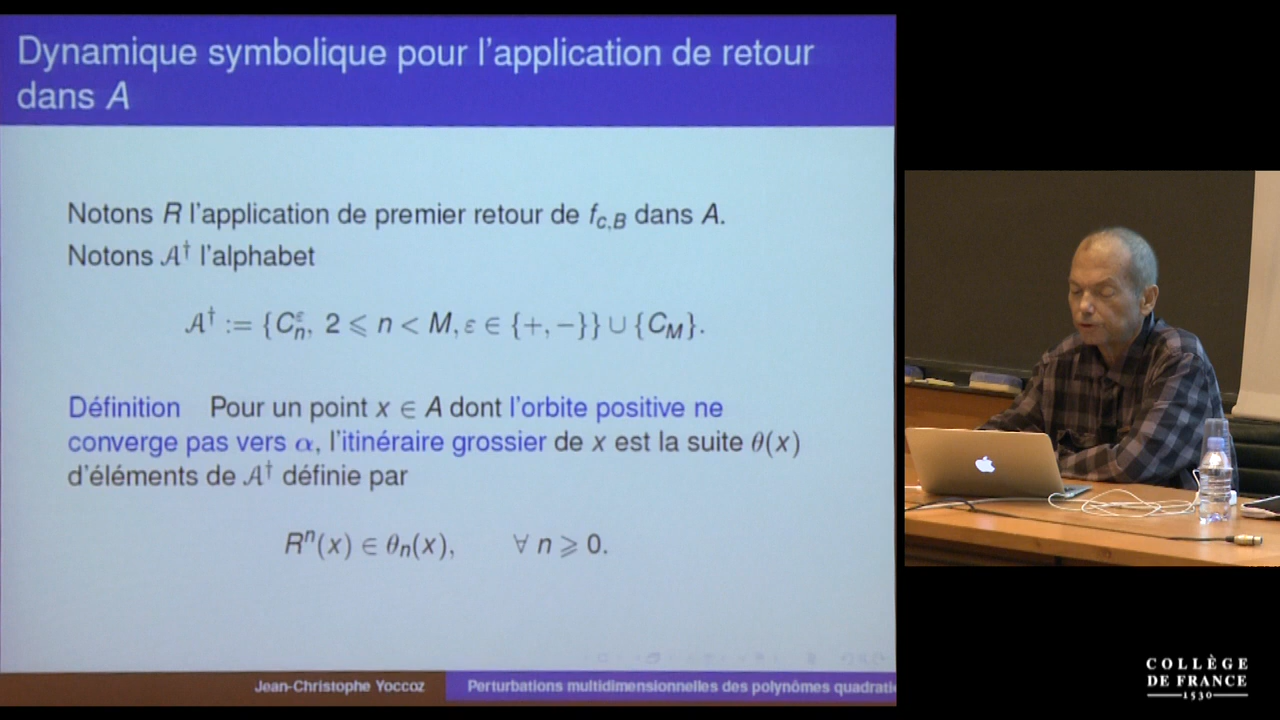 Dynamique symbolique pour l'application de retour
dans A
Notons R l'application de premier retour de f_{c,B} dans A.
Notons 𝒜† l'alphabet
𝒜† := {C_n^ε, 2 ⩽ n < M, ε ∈ {+, −}} ∪ {C_M}.
Définition Pour un point x ∈ A dont l'orbite positive ne
converge pas vers α, l'itinéraire grossier de x est la suite θ(x)
d'éléments de 𝒜† définie par
R^n(x) ∈ θ_n(x), ∀ n ⩾ 0.
Jean-Christophe Yoccoz
Perturbations multidimensionnelles des polynômes quadrati
COLLÈGE
DE FRANCE
1530